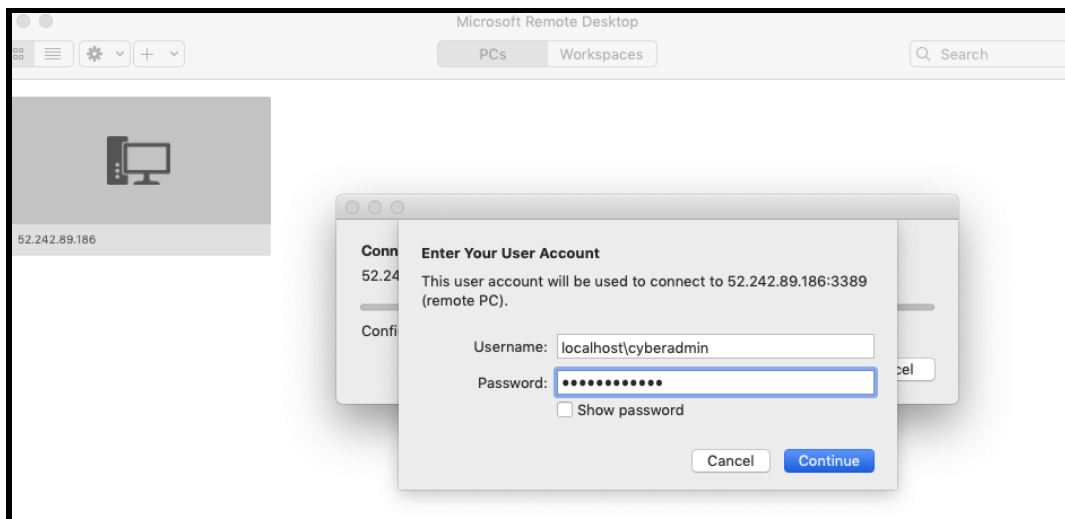 Microsoft Remote Desktop
PCs Workspaces Search
52.242.89.186
Conn
52.24
Confi
cel
Enter Your User Account
This user account will be used to connect to 52.242.89.186:3389
(remote PC).
Username: localhost\cyberadmin
Password: ••••••••••••
Show password
Cancel Continue